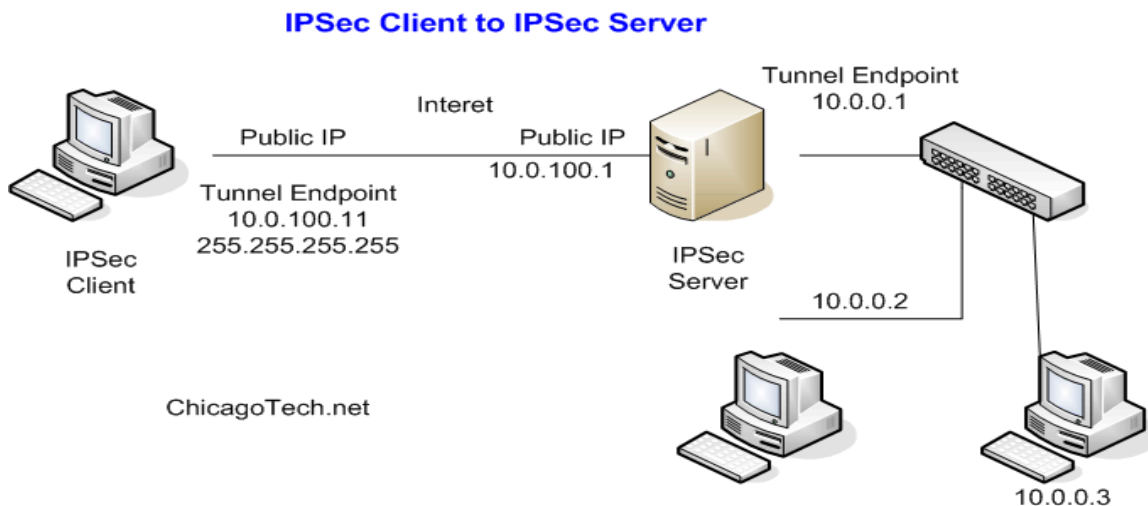 IPSec Client to IPSec Server
Tunnel Endpoint
10.0.0.1
Interet
Public IP
Public IP
10.0.100.1
Tunnel Endpoint
10.0.100.11
255.255.255.255
IPSec
Client
IPSec
Server
10.0.0.2
ChicagoTech.net
10.0.0.3